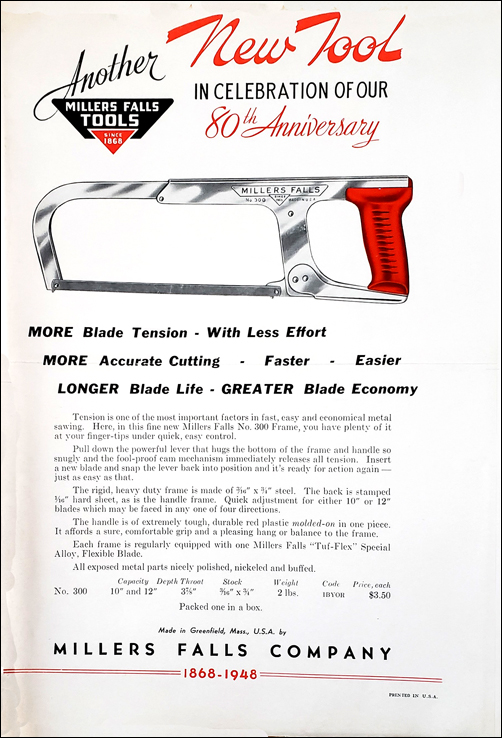 Another
New Tool
MILLERS FALLS
TOOLS
SINCE
1868
IN CELEBRATION OF OUR
80th Anniversary
MILLERS FALLS
No 300
MORE Blade Tension - With Less Effort
MORE Accurate Cutting - Faster - Easier
LONGER Blade Life - GREATER Blade Economy
Tension is one of the most important factors in fast, easy and economical metal
sawing. Here, in this fine new Millers Falls No. 300 Frame, you have plenty of it
at your finger-tips under quick, easy control.
Pull down the powerful lever that hugs the bottom of the frame and handle so
snugly and the fool-proof cam mechanism immediately releases all tension. Insert
a new blade and snap the lever back into position and it's ready for action again —
just as easy as that.
The rigid, heavy duty frame is made of 3/16" x 3/4" steel. The back is stamped
1/16" hard sheet, as is the handle frame. Quick adjustment for either 10" or 12"
blades which may be faced in any one of four directions.
The handle is of extremely tough, durable red plastic molded-on in one piece.
It affords a sure, comfortable grip and a pleasing hang or balance to the frame.
Each frame is regularly equipped with one Millers Falls "Tuf-Flex" Special
Alloy, Flexible Blade.
All exposed metal parts nicely polished, nickeled and buffed.
Capacity Depth Throat Stock Weight Code Price, each
No. 300 10" and 12" 3⅞" 3/16" x 3/4" 2 lbs. IBYOR $3.50
Packed one in a box.
Made in Greenfield, Mass., U.S.A. by
MILLERS FALLS COMPANY
1868-1948
PRINTED IN U.S.A.